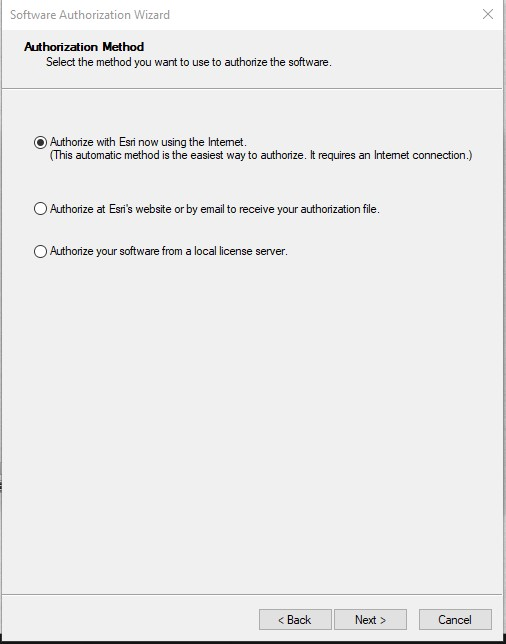 Software Authorization Wizard
Authorization Method
Select the method you want to use to authorize the software.
Authorize with Esri now using the Internet.
(This automatic method is the easiest way to authorize. It requires an Internet connection.)
Authorize at Esri's website or by email to receive your authorization file.
Authorize your software from a local license server.
< Back
Next >
Cancel